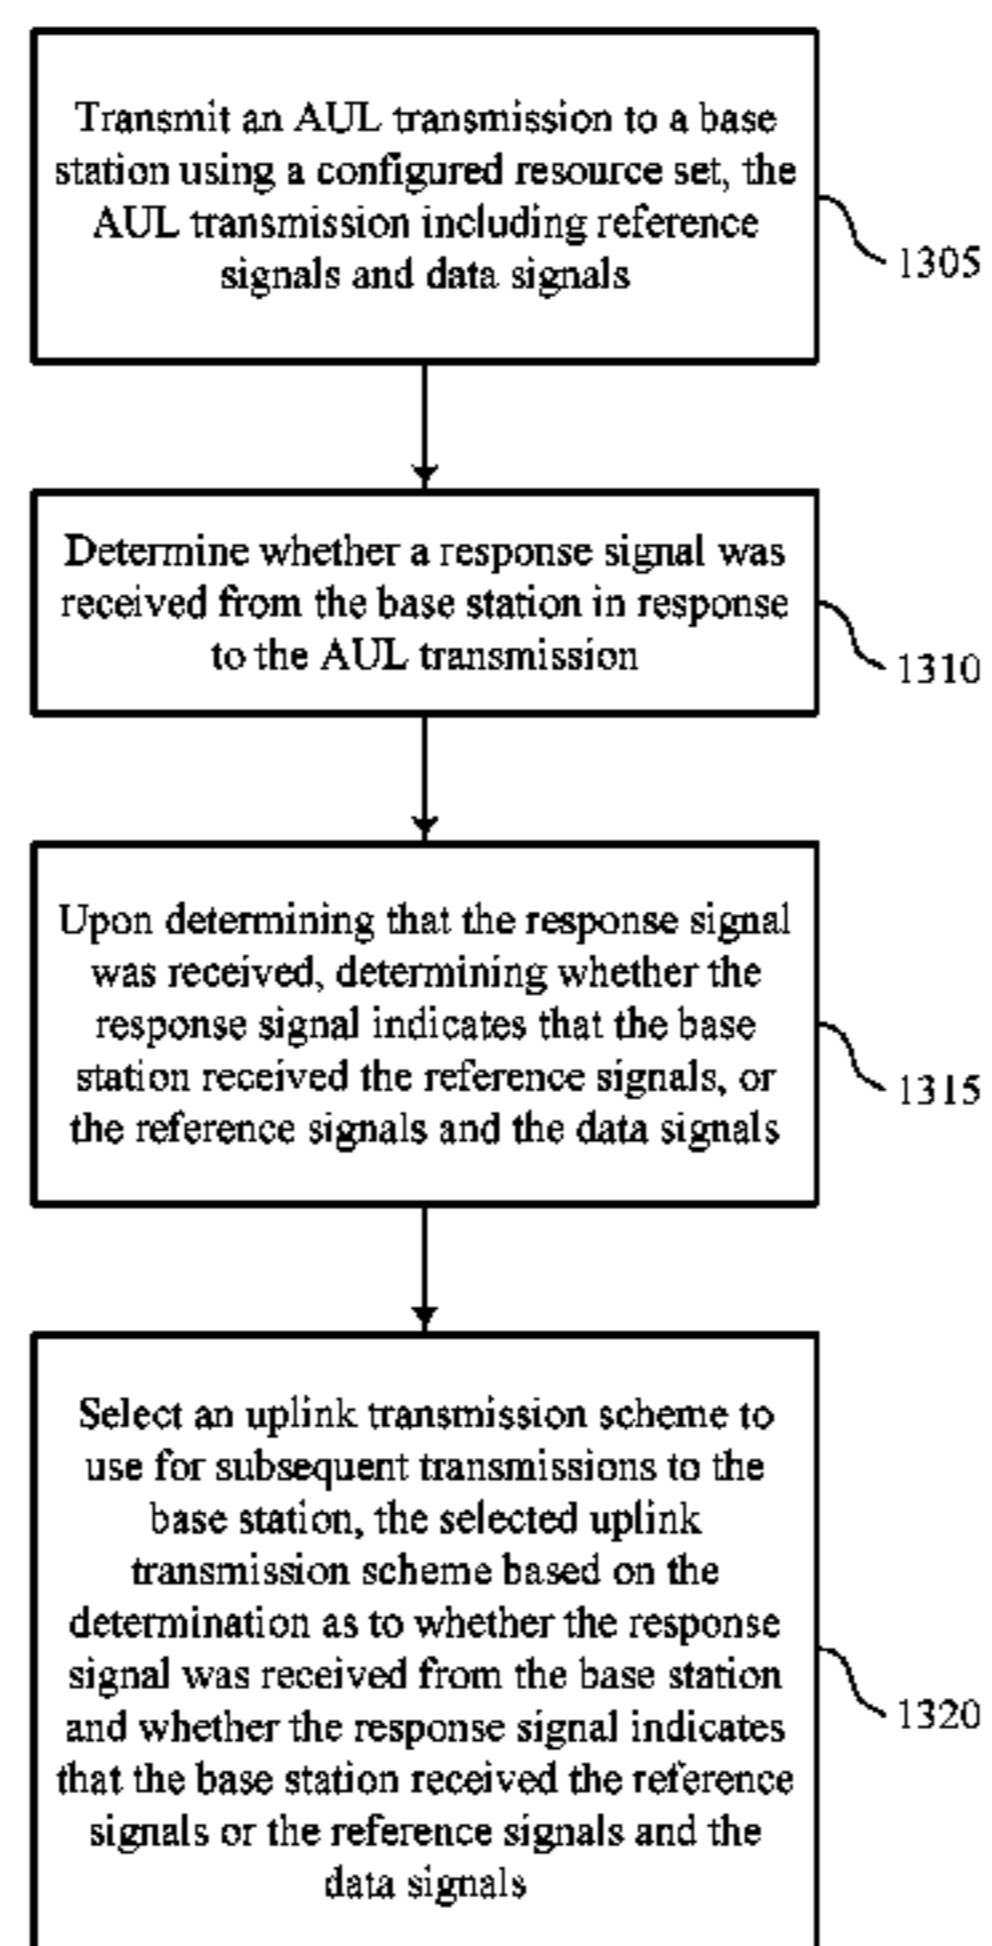 Transmit an AUL transmission to a base
station using a configured resource set, the
AUL transmission including reference
signals and data signals
1305
Determine whether a response signal was
received from the base station in response
to the AUL transmission
1310
Upon determining that the response signal
was received, determining whether the
response signal indicates that the base
station received the reference signals, or
the reference signals and the data signals
1315
Select an uplink transmission scheme to
use for subsequent transmissions to the
base station, the selected uplink
transmission scheme based on the
determination as to whether the response
signal was received from the base station
and whether the response signal indicates
that the base station received the reference
signals or the reference signals and the
data signals
1320